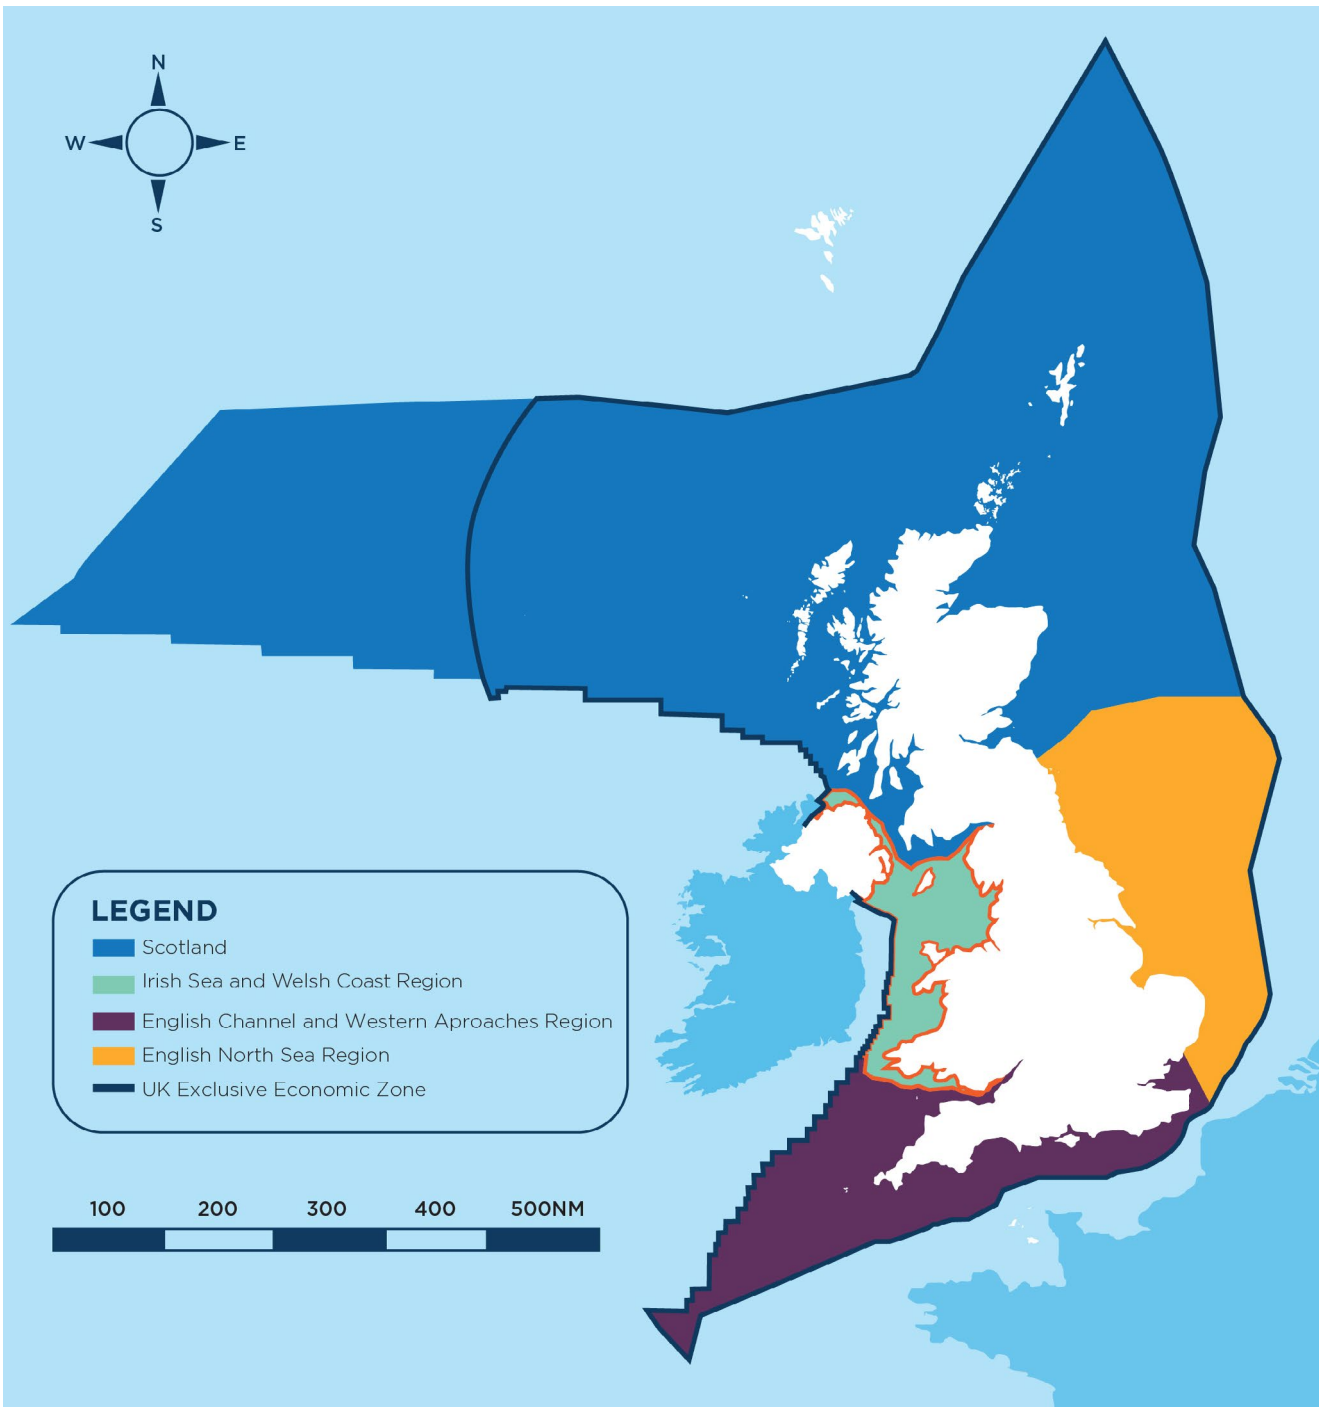 N
W E
S
LEGEND
Scotland
Irish Sea and Welsh Coast Region
English Channel and Western Aproaches Region
English North Sea Region
UK Exclusive Economic Zone
100 200 300 400 500NM